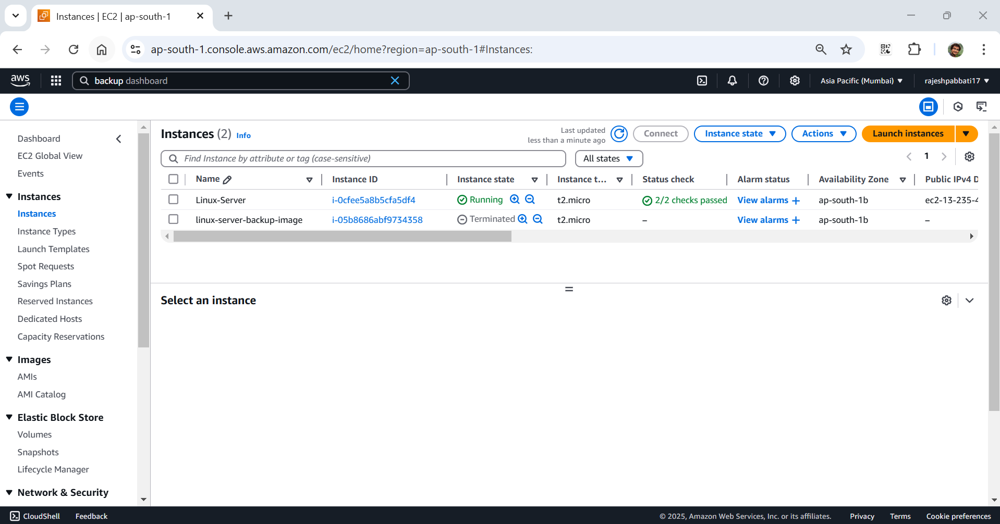 Instances | EC2 | ap-south-1
ap-south-1.console.aws.amazon.com/ec2/home?region=ap-south-1#Instances:
aws
backup dashboard
Asia Pacific (Mumbai)
rajeshpabbati17
Dashboard
EC2 Global View
Events
Instances
Instances
Instance Types
Launch Templates
Spot Requests
Savings Plans
Reserved Instances
Dedicated Hosts
Capacity Reservations
Images
AMIs
AMI Catalog
Elastic Block Store
Volumes
Snapshots
Lifecycle Manager
Network & Security
Instances (2) Info
Last updated
less than a minute ago
Connect
Instance state
Actions
Launch instances
Find Instance by attribute or tag (case-sensitive)
All states
1
Name Instance ID Instance state Instance t... Status check Alarm status Availability Zone Public IPv4 D
Linux-Server i-0cfee5a8b5cfa5df4 Running t2.micro 2/2 checks passed View alarms + ap-south-1b ec2-13-235-4
linux-server-backup-image i-05b8686abf9734358 Terminated t2.micro – View alarms + ap-south-1b –
Select an instance
CloudShell Feedback © 2025, Amazon Web Services, Inc. or its affiliates. Privacy Terms Cookie preferences